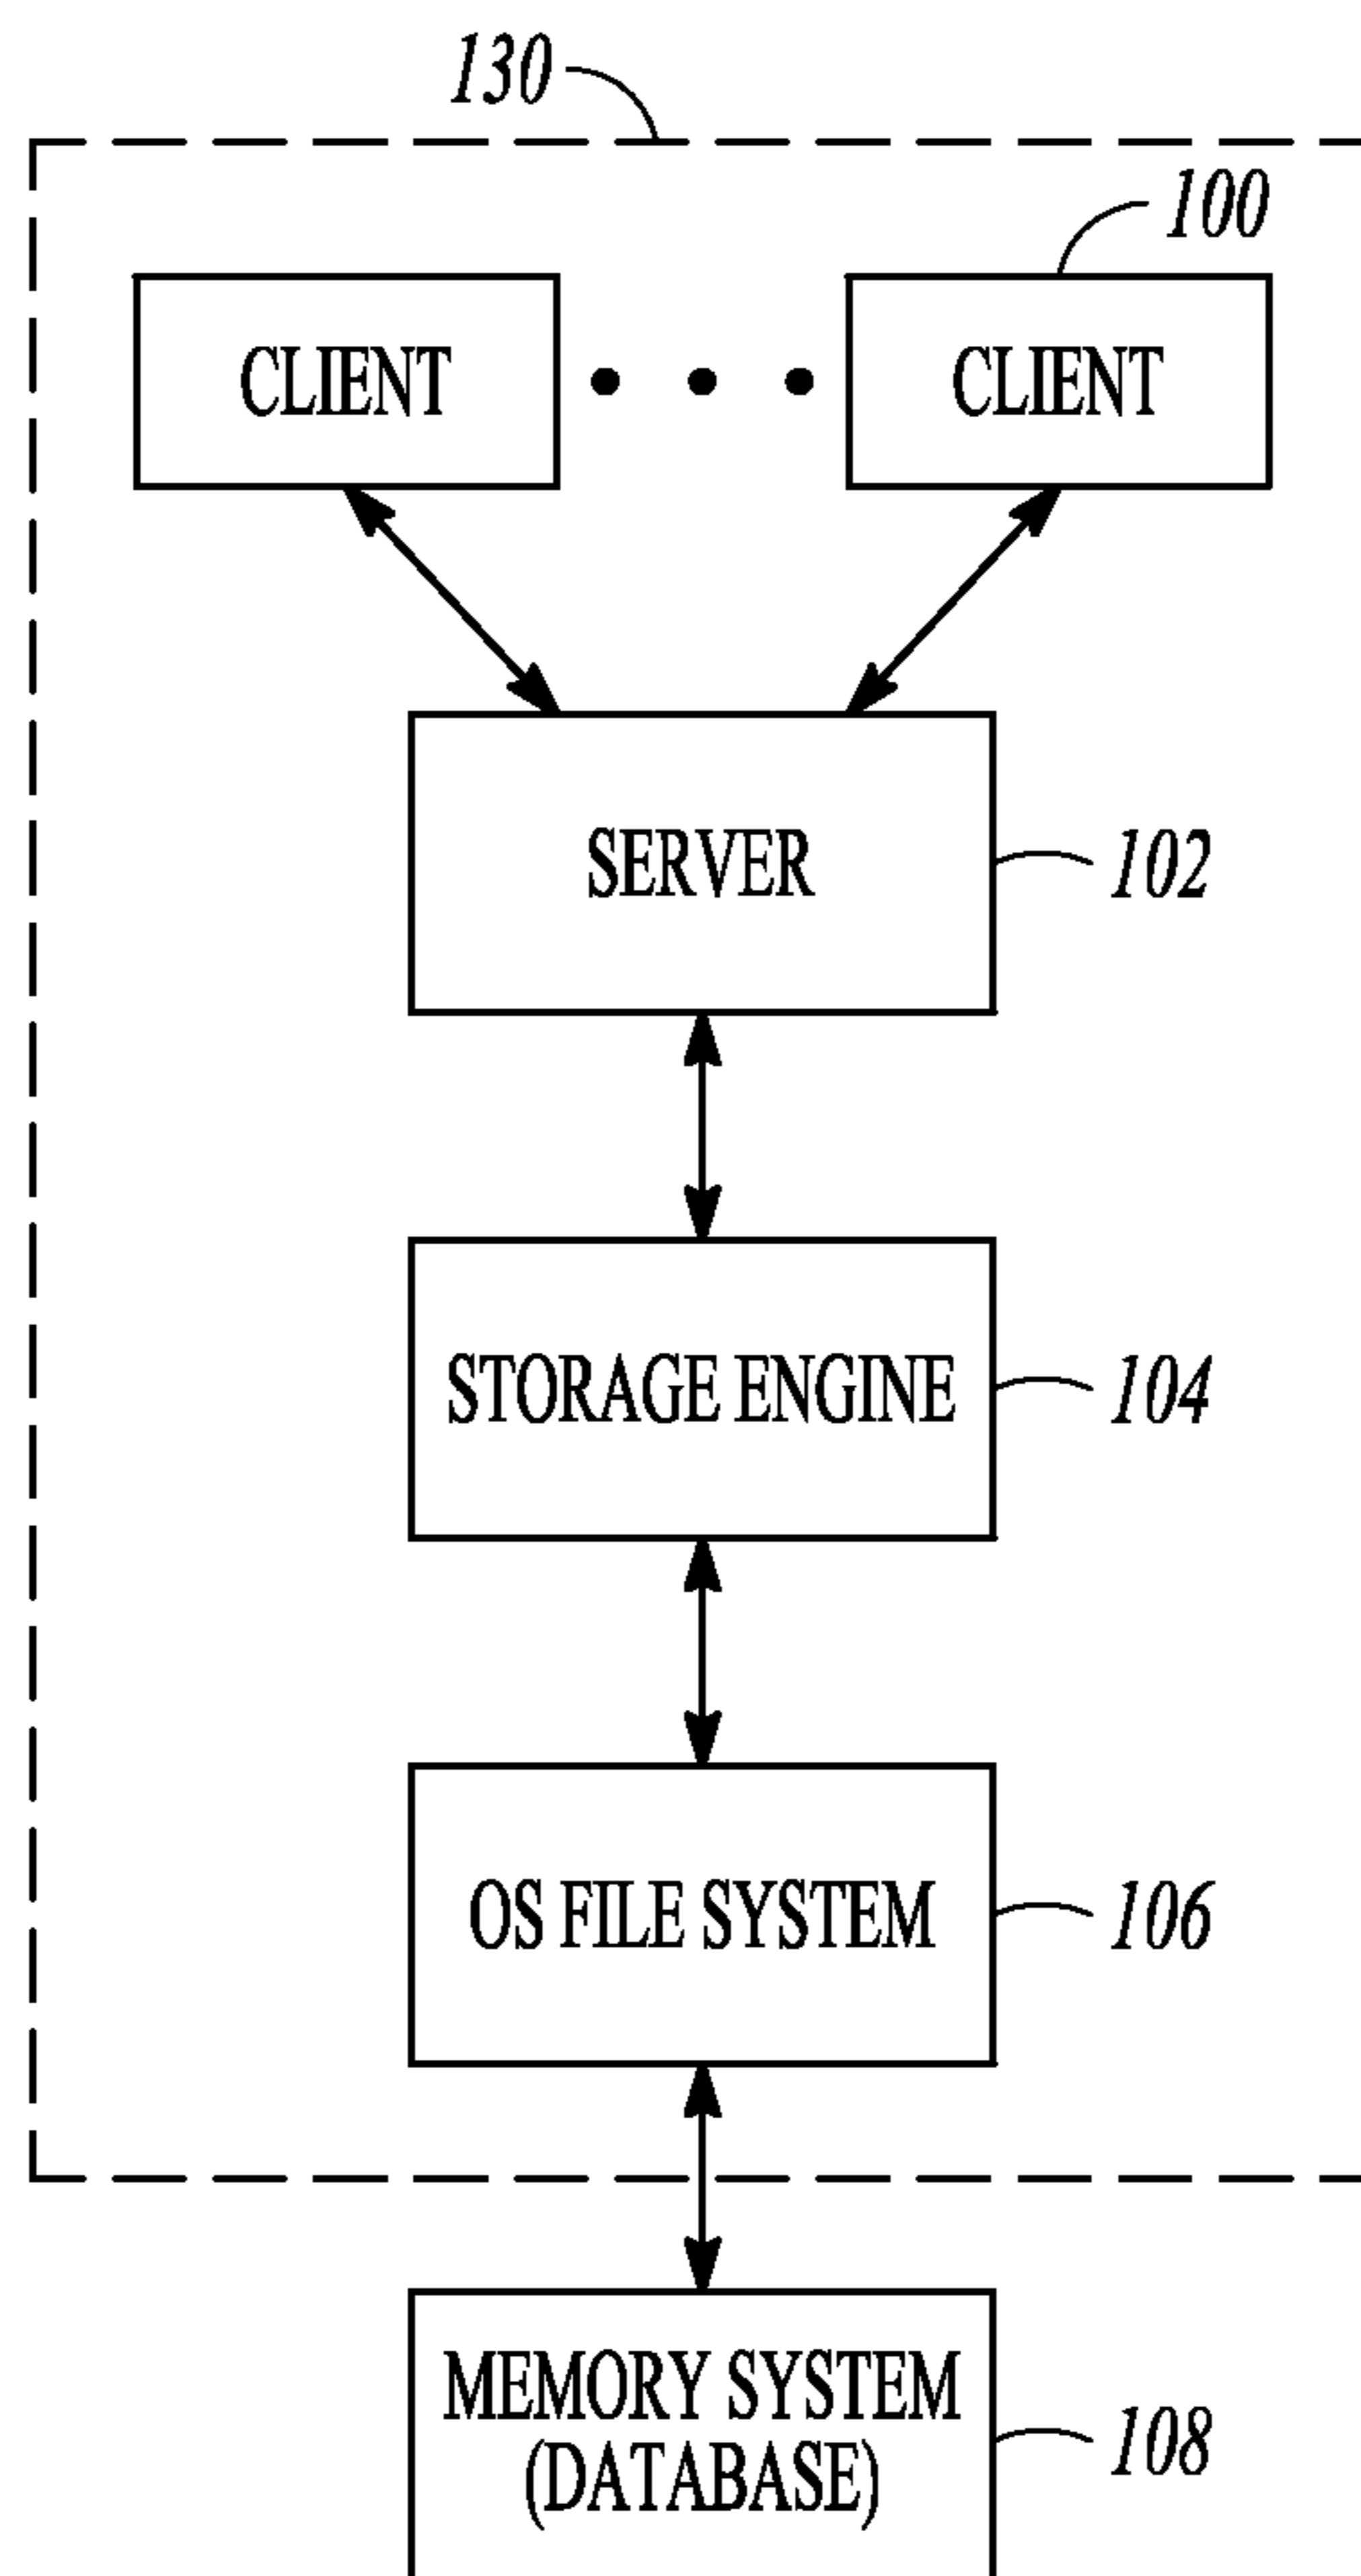 130
100
CLIENT CLIENT
SERVER 102
STORAGE ENGINE 104
OS FILE SYSTEM 106
MEMORY SYSTEM
(DATABASE) 108